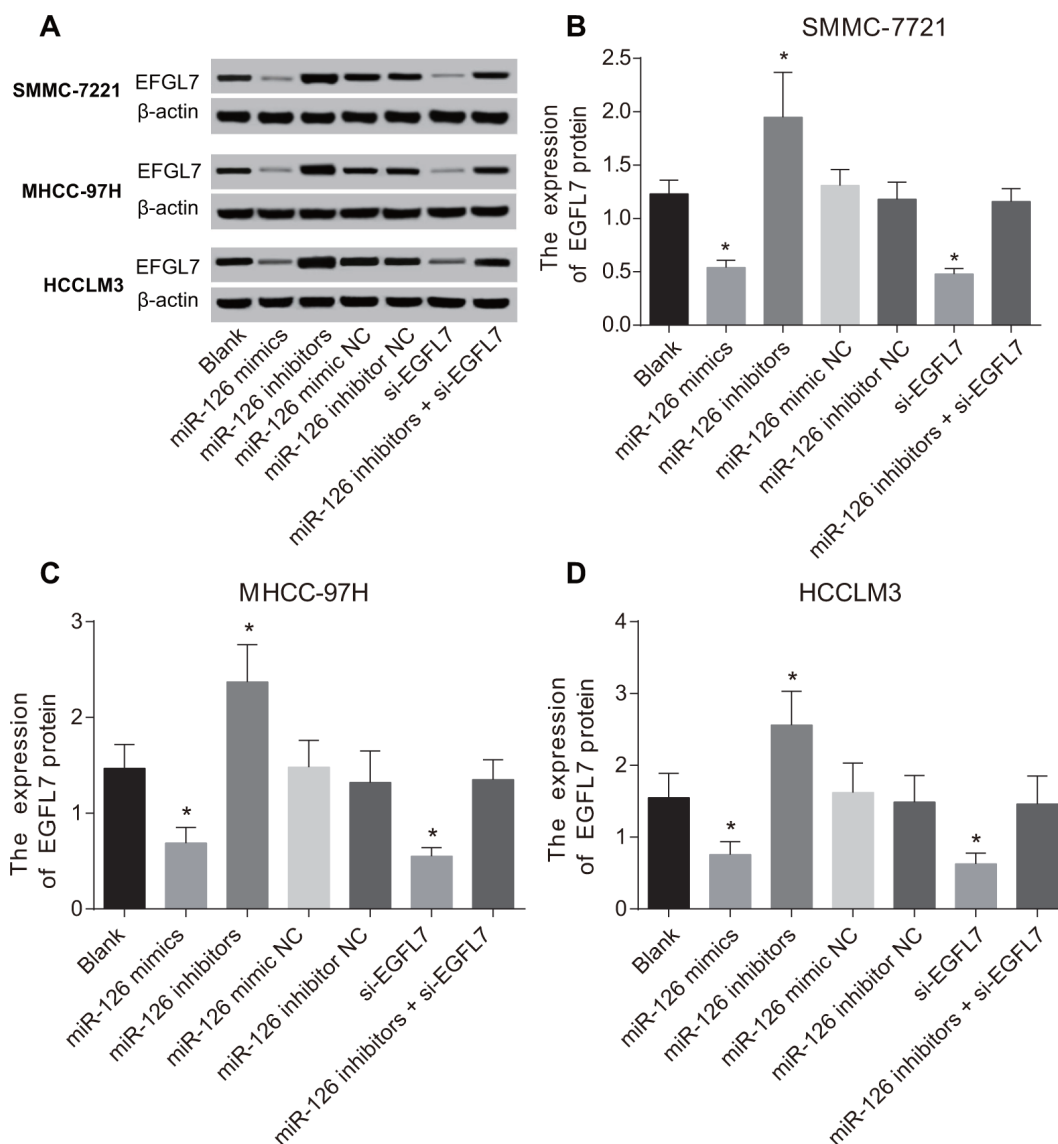 A
SMMC-7221
EFGL7
β-actin
MHCC-97H
EFGL7
β-actin
HCCLM3
EFGL7
β-actin
Blank
miR-126 mimics
miR-126 inhibitors
miR-126 mimic NC
miR-126 inhibitor NC
si-EGFL7
miR-126 inhibitors + si-EGFL7
B
SMMC-7721
The expression
of EGFL7 protein
2.5
2.0
1.5
1.0
0.5
0.0
*
*
*
Blank
miR-126 mimics
miR-126 inhibitors
miR-126 mimic NC
miR-126 inhibitor NC
si-EGFL7
miR-126 inhibitors + si-EGFL7
C
MHCC-97H
The expression
of EGFL7 protein
3
2
1
0
*
*
*
Blank
miR-126 mimics
miR-126 inhibitors
miR-126 mimic NC
miR-126 inhibitor NC
si-EGFL7
miR-126 inhibitors + si-EGFL7
D
HCCLM3
The expression
of EGFL7 protein
4
3
2
1
0
*
*
*
Blank
miR-126 mimics
miR-126 inhibitors
miR-126 mimic NC
miR-126 inhibitor NC
si-EGFL7
miR-126 inhibitors + si-EGFL7